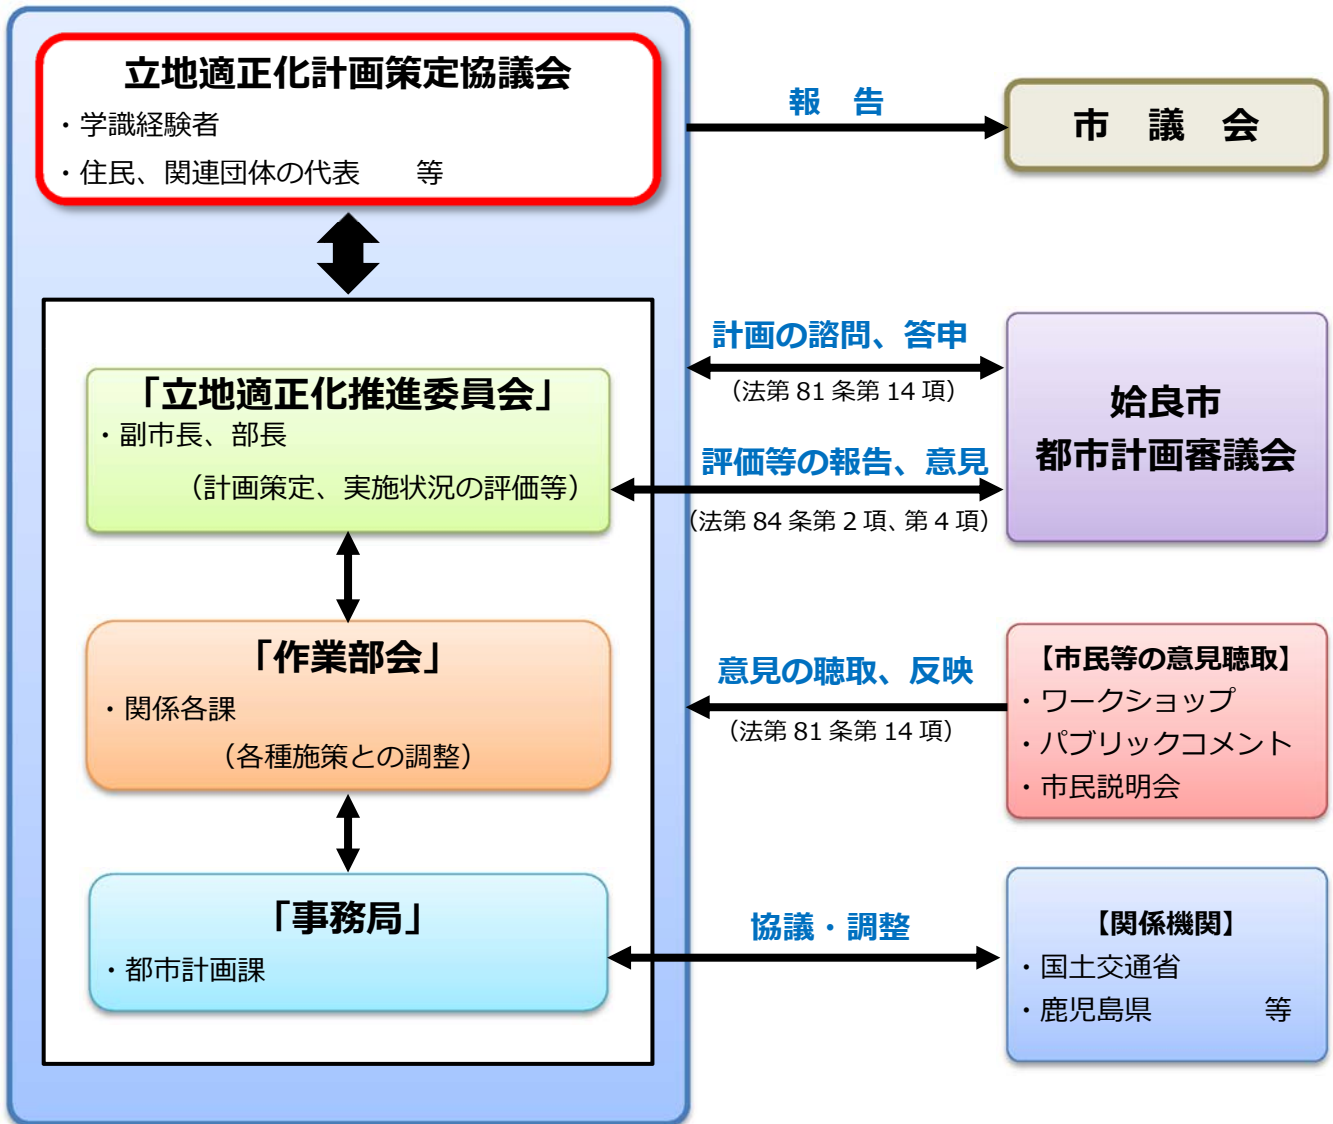 立地適正化計画策定協議会
・学識経験者
・住民、関連団体の代表　　等
報　告
市　議　会
「立地適正化推進委員会」
・副市長、部長
（計画策定、実施状況の評価等）
計画の諮問、答申
（法第 81 条第 14 項）
評価等の報告、意見
（法第 84 条第 2 項、第 4 項）
姶良市
都市計画審議会
「作業部会」
・関係各課
（各種施策との調整）
意見の聴取、反映
（法第 81 条第 14 項）
【市民等の意見聴取】
・ワークショップ
・パブリックコメント
・市民説明会
「事務局」
・都市計画課
協議・調整
【関係機関】
・国土交通省
・鹿児島県　　　　等